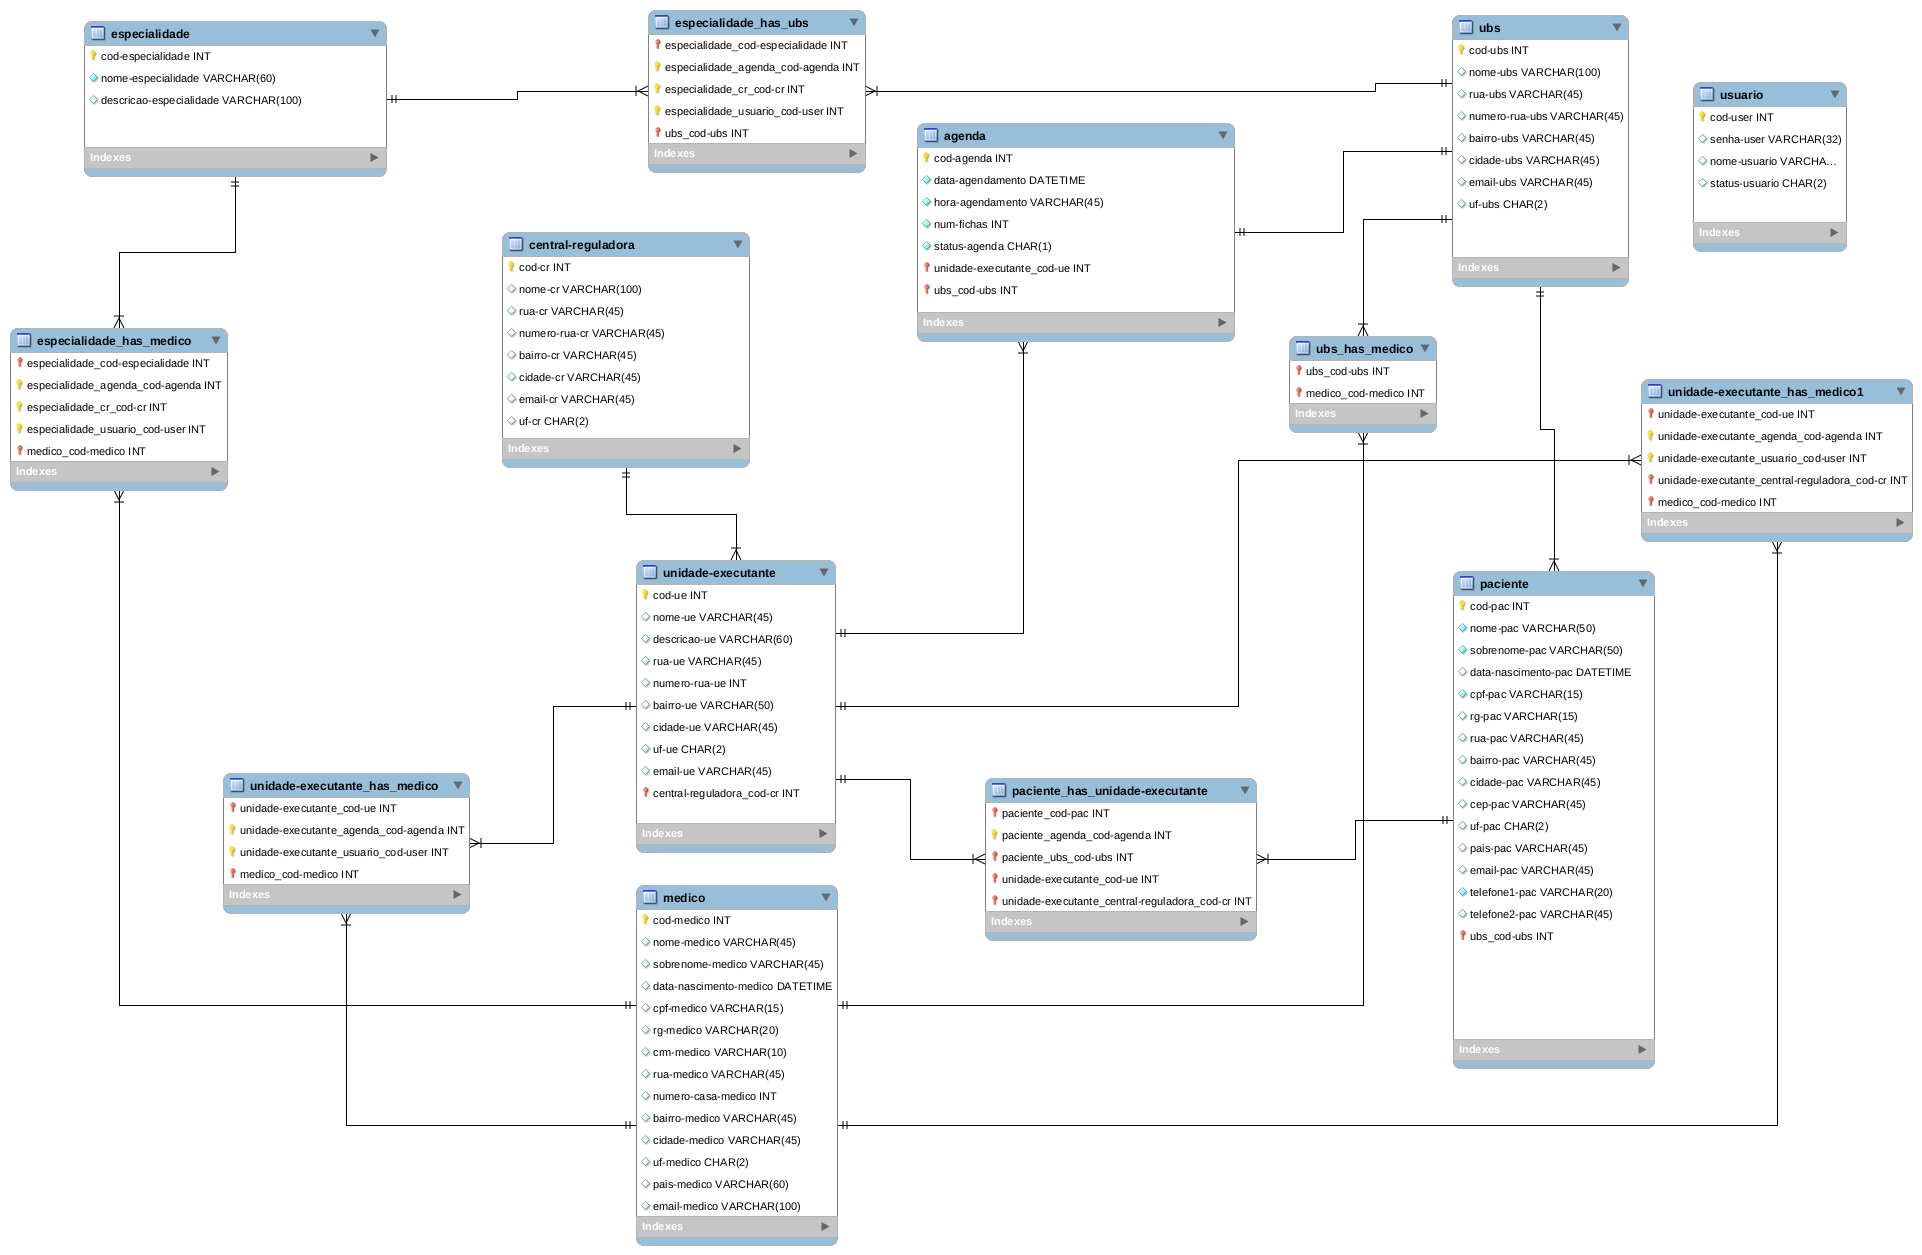 especialidade
cod-especialidade INT
nome-especialidade VARCHAR(60)
descricao-especialidade VARCHAR(100)
Indexes
especialidade_has_ubs
especialidade_cod-especialidade INT
especialidade_agenda_cod-agenda INT
especialidade_cr_cod-cr INT
especialidade_usuario_cod-user INT
ubs_cod-ubs INT
Indexes
ubs
cod-ubs INT
nome-ubs VARCHAR(100)
rua-ubs VARCHAR(45)
numero-rua-ubs VARCHAR(45)
bairro-ubs VARCHAR(45)
cidade-ubs VARCHAR(45)
email-ubs VARCHAR(45)
uf-ubs CHAR(2)
Indexes
usuario
cod-user INT
senha-user VARCHAR(32)
nome-usuario VARCHA...
status-usuario CHAR(2)
Indexes
agenda
cod-agenda INT
data-agendamento DATETIME
hora-agendamento VARCHAR(45)
num-fichas INT
status-agenda CHAR(1)
unidade-executante_cod-ue INT
ubs_cod-ubs INT
Indexes
central-reguladora
cod-cr INT
nome-cr VARCHAR(100)
rua-cr VARCHAR(45)
numero-rua-cr VARCHAR(45)
bairro-cr VARCHAR(45)
cidade-cr VARCHAR(45)
email-cr VARCHAR(45)
uf-cr CHAR(2)
Indexes
especialidade_has_medico
especialidade_cod-especialidade INT
especialidade_agenda_cod-agenda INT
especialidade_cr_cod-cr INT
especialidade_usuario_cod-user INT
medico_cod-medico INT
Indexes
ubs_has_medico
ubs_cod-ubs INT
medico_cod-medico INT
Indexes
unidade-executante_has_medico1
unidade-executante_cod-ue INT
unidade-executante_agenda_cod-agenda INT
unidade-executante_usuario_cod-user INT
unidade-executante_central-reguladora_cod-cr INT
medico_cod-medico INT
Indexes
unidade-executante
cod-ue INT
nome-ue VARCHAR(45)
descricao-ue VARCHAR(60)
rua-ue VARCHAR(45)
numero-rua-ue INT
bairro-ue VARCHAR(50)
cidade-ue VARCHAR(45)
uf-ue CHAR(2)
email-ue VARCHAR(45)
central-reguladora_cod-cr INT
Indexes
paciente
cod-pac INT
nome-pac VARCHAR(50)
sobrenome-pac VARCHAR(50)
data-nascimento-pac DATETIME
cpf-pac VARCHAR(15)
rg-pac VARCHAR(15)
rua-pac VARCHAR(45)
bairro-pac VARCHAR(45)
cidade-pac VARCHAR(45)
cep-pac VARCHAR(45)
uf-pac CHAR(2)
pais-pac VARCHAR(45)
email-pac VARCHAR(45)
telefone1-pac VARCHAR(20)
telefone2-pac VARCHAR(45)
ubs_cod-ubs INT
Indexes
unidade-executante_has_medico
unidade-executante_cod-ue INT
unidade-executante_agenda_cod-agenda INT
unidade-executante_usuario_cod-user INT
medico_cod-medico INT
Indexes
paciente_has_unidade-executante
paciente_cod-pac INT
paciente_agenda_cod-agenda INT
paciente_ubs_cod-ubs INT
unidade-executante_cod-ue INT
unidade-executante_central-reguladora_cod-cr INT
Indexes
medico
cod-medico INT
nome-medico VARCHAR(45)
sobrenome-medico VARCHAR(45)
data-nascimento-medico DATETIME
cpf-medico VARCHAR(15)
rg-medico VARCHAR(20)
crm-medico VARCHAR(10)
rua-medico VARCHAR(45)
numero-casa-medico INT
bairro-medico VARCHAR(45)
cidade-medico VARCHAR(45)
uf-medico CHAR(2)
pais-medico VARCHAR(60)
email-medico VARCHAR(100)
Indexes